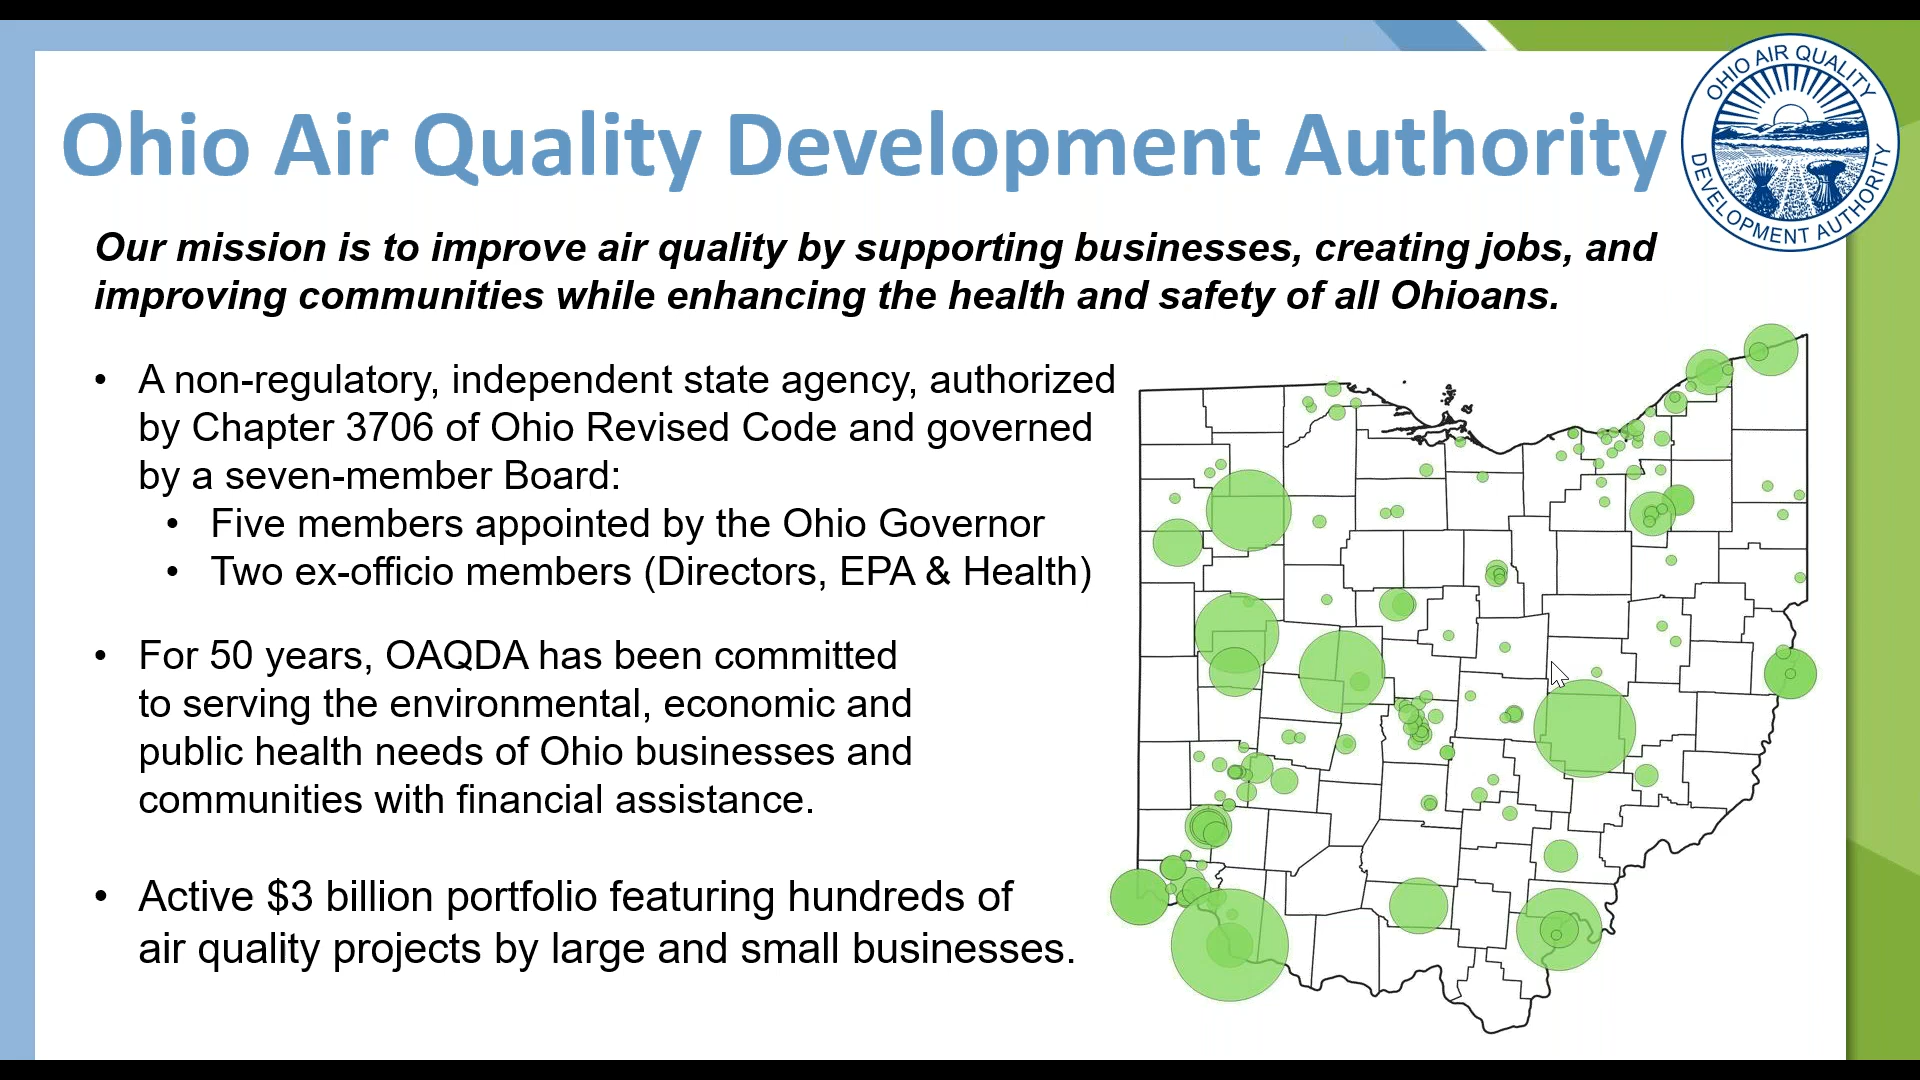 Ohio Air Quality Development Authority
OHIO AIR QUALITY
DEVELOPMENT AUTHORITY
Our mission is to improve air quality by supporting businesses, creating jobs, and
improving communities while enhancing the health and safety of all Ohioans.
• A non-regulatory, independent state agency, authorized
by Chapter 3706 of Ohio Revised Code and governed
by a seven-member Board:
• Five members appointed by the Ohio Governor
• Two ex-officio members (Directors, EPA & Health)
• For 50 years, OAQDA has been committed
to serving the environmental, economic and
public health needs of Ohio businesses and
communities with financial assistance.
• Active $3 billion portfolio featuring hundreds of
air quality projects by large and small businesses.